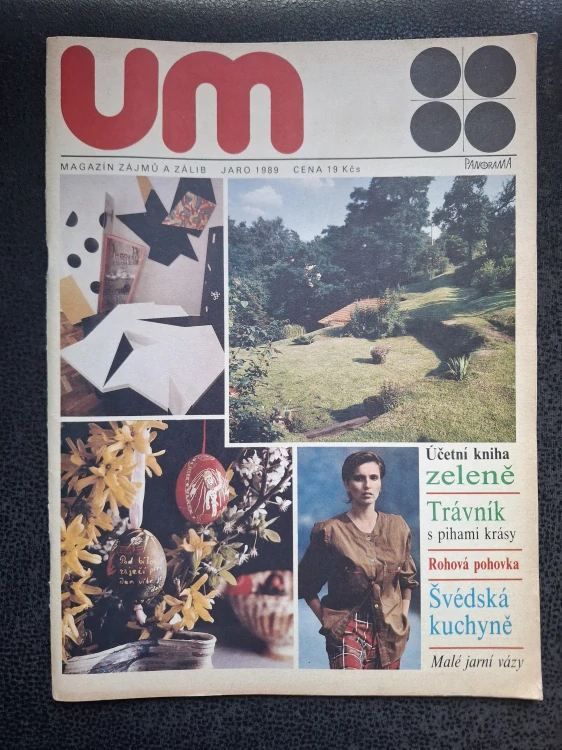 um
PANORAMA
MAGAZÍN ZÁJMŮ A ZÁLIB JARO 1989 CENA 19 Kčs
Účetní kniha
zeleně
Trávník
s pihami krásy
Rohová pohovka
Švédská
kuchyně
Malé jarní vázy